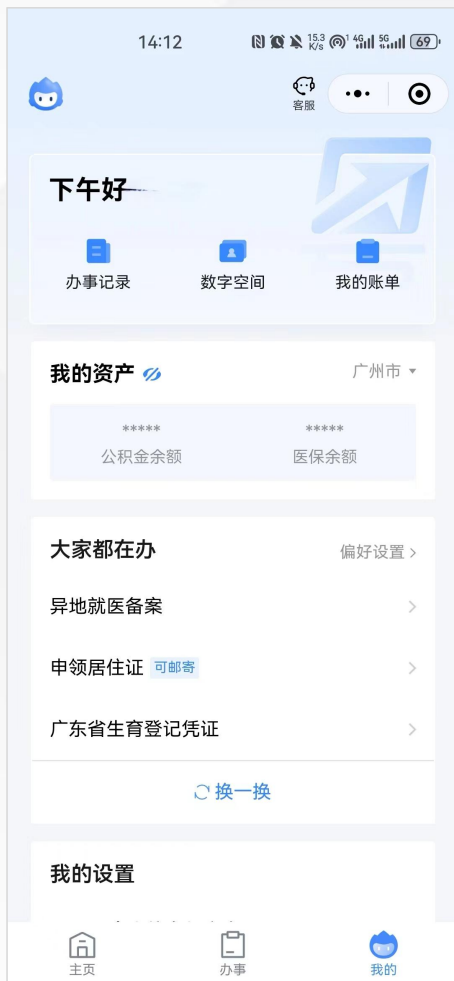 14:12 15.3 K/s 4G 5G 69
客服
下午好
办事记录 数字空间 我的账单
我的资产 广州市
***** *****
公积金余额 医保余额
大家都在办 偏好设置
异地就医备案
申领居住证 可邮寄
广东省生育登记凭证
换一换
我的设置
主页 办事 我的